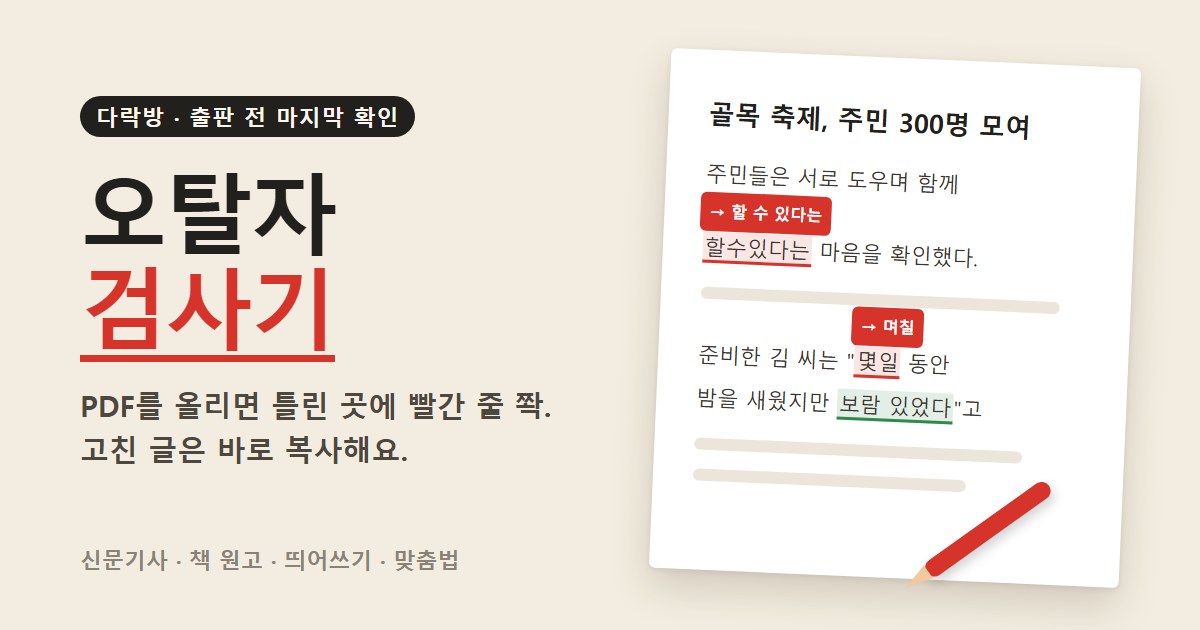 다락방 · 출판 전 마지막 확인
오탈자
검사기
PDF를 올리면 틀린 곳에 빨간 줄 쫙.
고친 글은 바로 복사해요.
신문기사 · 책 원고 · 띄어쓰기 · 맞춤법
골목 축제, 주민 300명 모여
주민들은 서로 도우며 함께
→ 할 수 있다는
할수있다는 마음을 확인했다.
→ 며칠
준비한 김 씨는 "몇일 동안
밤을 새웠지만 보람 있었다"고